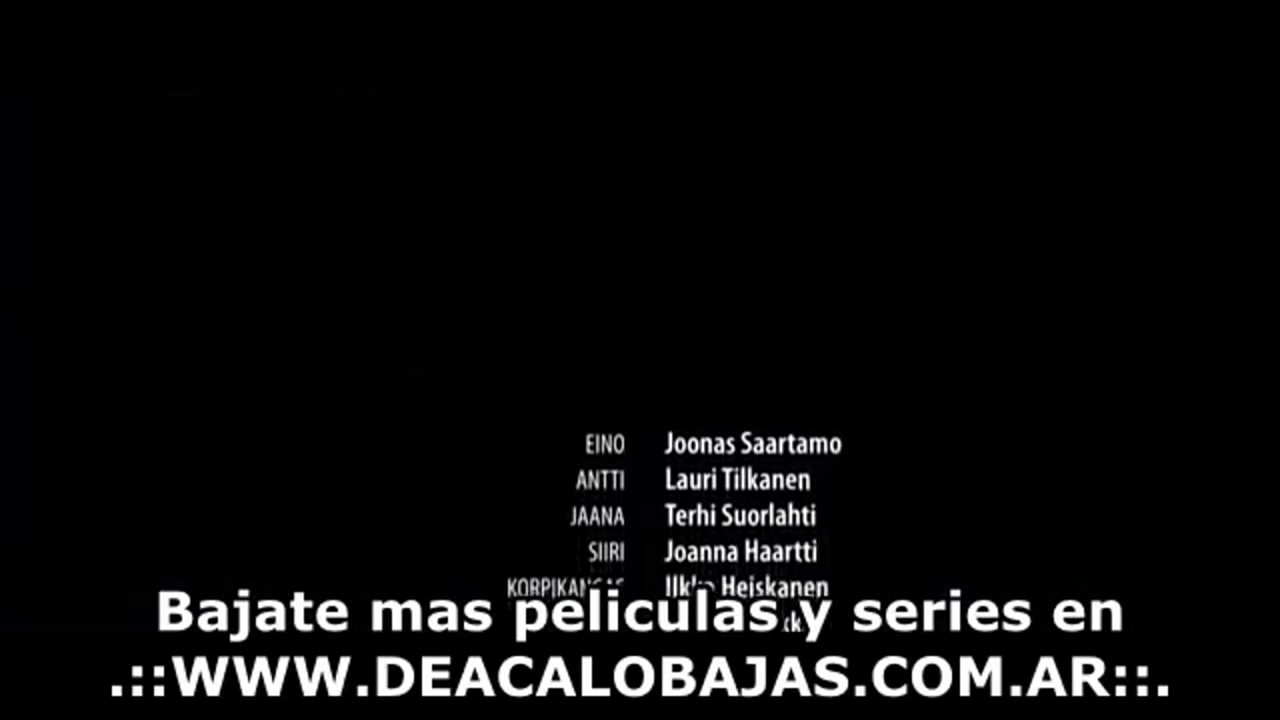 EINO Joonas Saartamo
ANTTI Lauri Tilkanen
JAANA Terhi Suorlahti
SIIRI Joanna Haartti
Heiskanen
Bajate mas peliculas y series en
.::WWW.DEACALOBAJAS.COM.AR::.